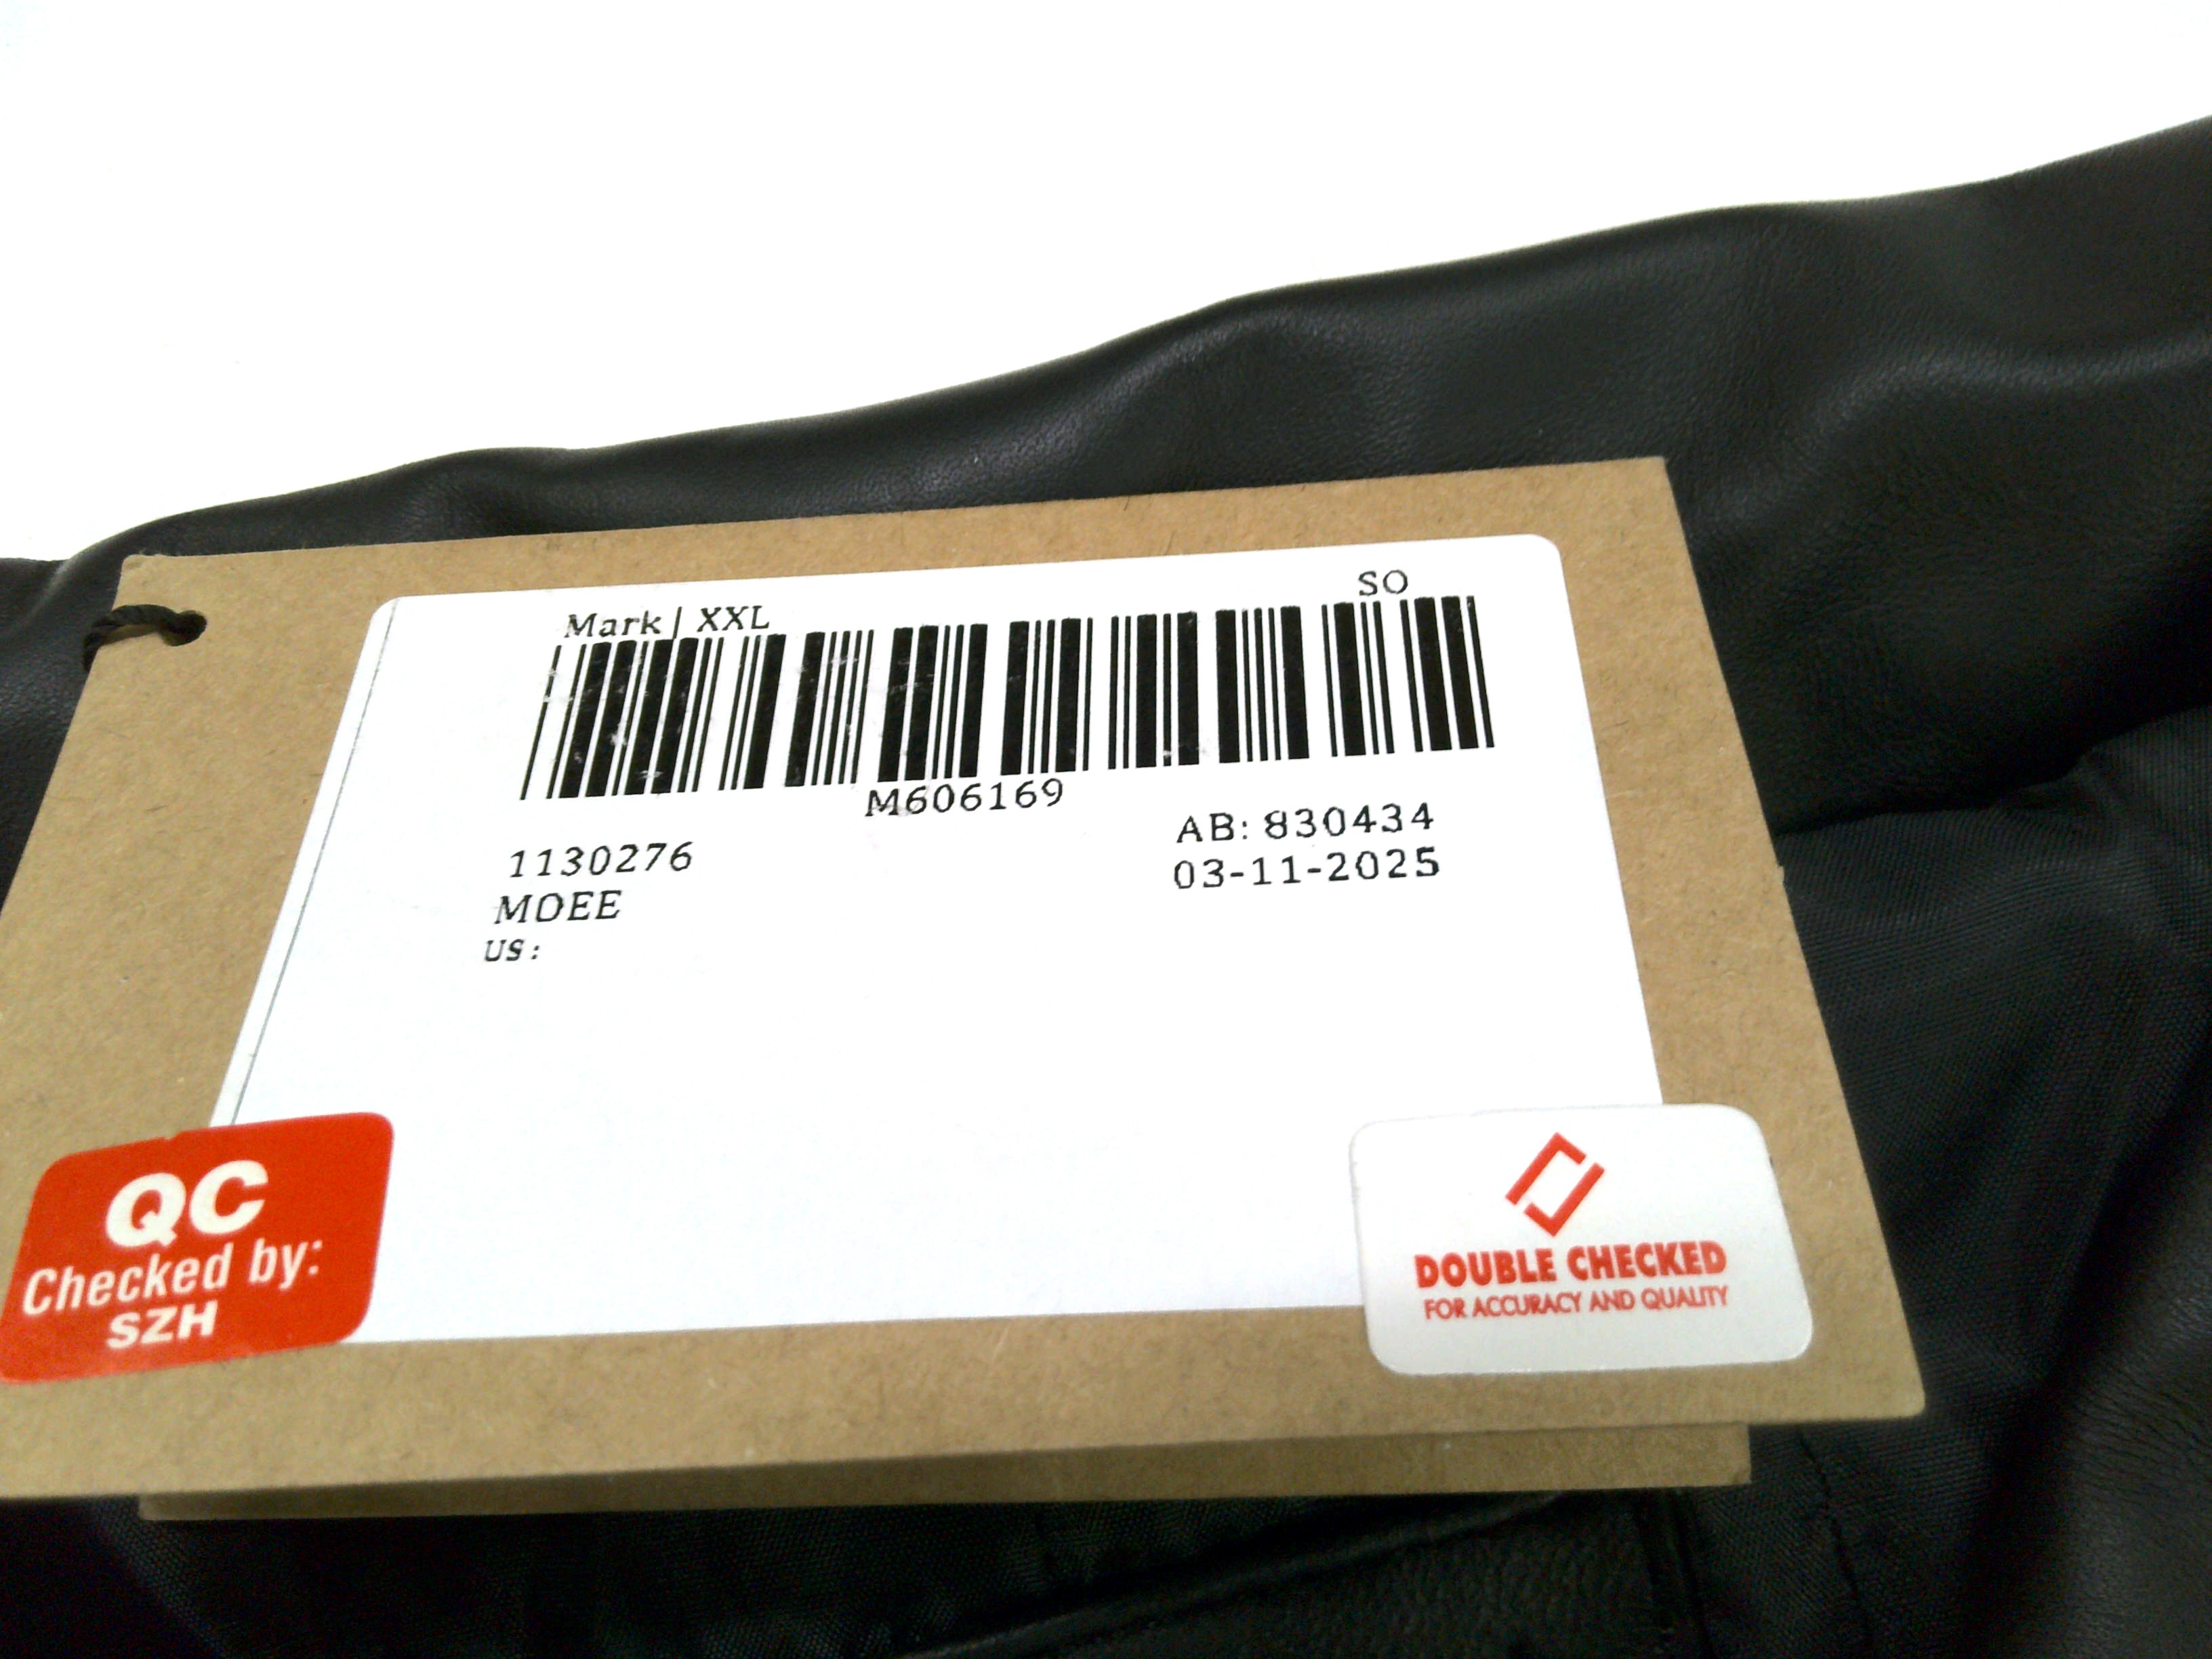 Mark| XXL
SO
M606169
AB: 830434
1130276
03-11-2025
MOEE
US:
QC
Checked by:
SZH
DOUBLE CHECKED
FOR ACCURACY AND QUALITY